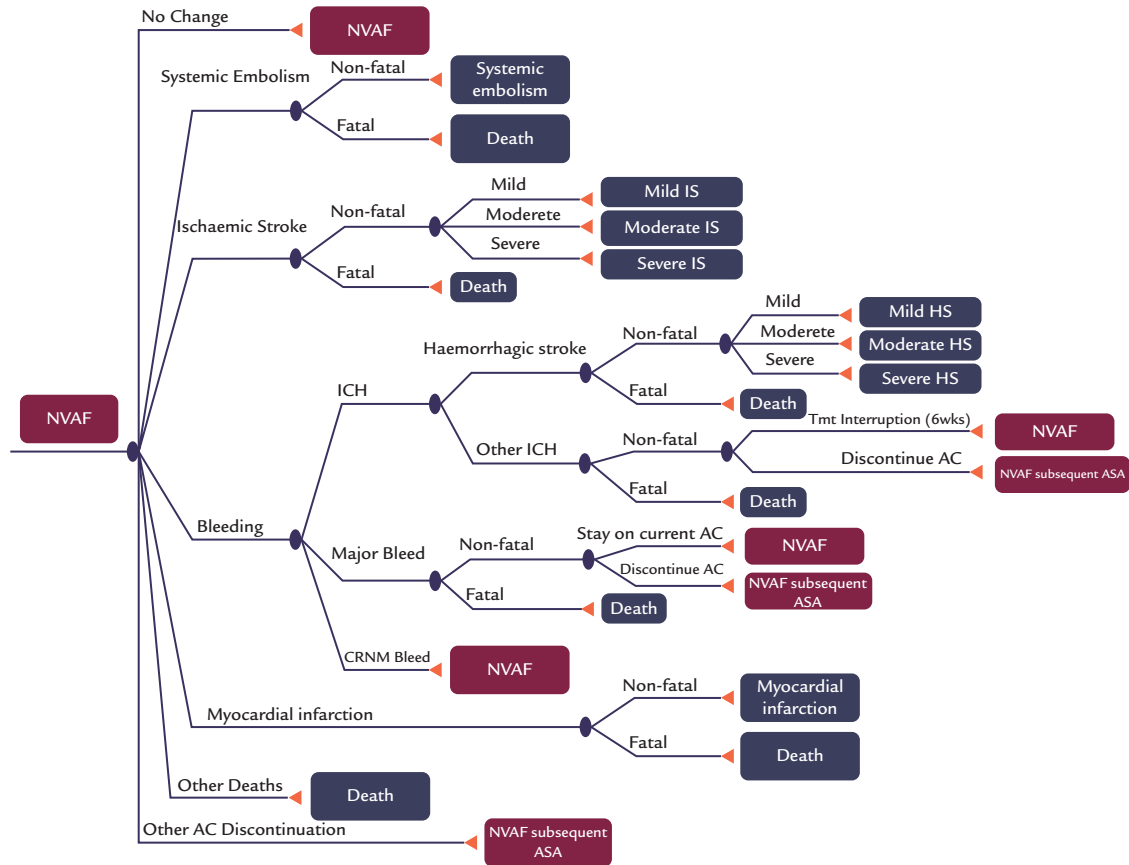 No Change
NVAF
Systemic Embolism
Non-fatal
Systemic
embolism
Fatal
Death
Ischaemic Stroke
Non-fatal
Mild
Mild IS
Moderete
Moderate IS
Severe
Severe IS
Fatal
Death
NVAF
Bleeding
ICH
Haemorrhagic stroke
Non-fatal
Mild
Mild HS
Moderete
Moderate HS
Severe
Severe HS
Fatal
Death
Other ICH
Non-fatal
Tmt Interruption (6wks)
NVAF
Discontinue AC
NVAF subsequent ASA
Fatal
Death
Major Bleed
Non-fatal
Stay on current AC
NVAF
Discontinue AC
NVAF subsequent
ASA
Fatal
Death
CRNM Bleed
NVAF
Myocardial infarction
Non-fatal
Myocardial
infarction
Fatal
Death
Other Deaths
Death
Other AC Discontinuation
NVAF subsequent
ASA